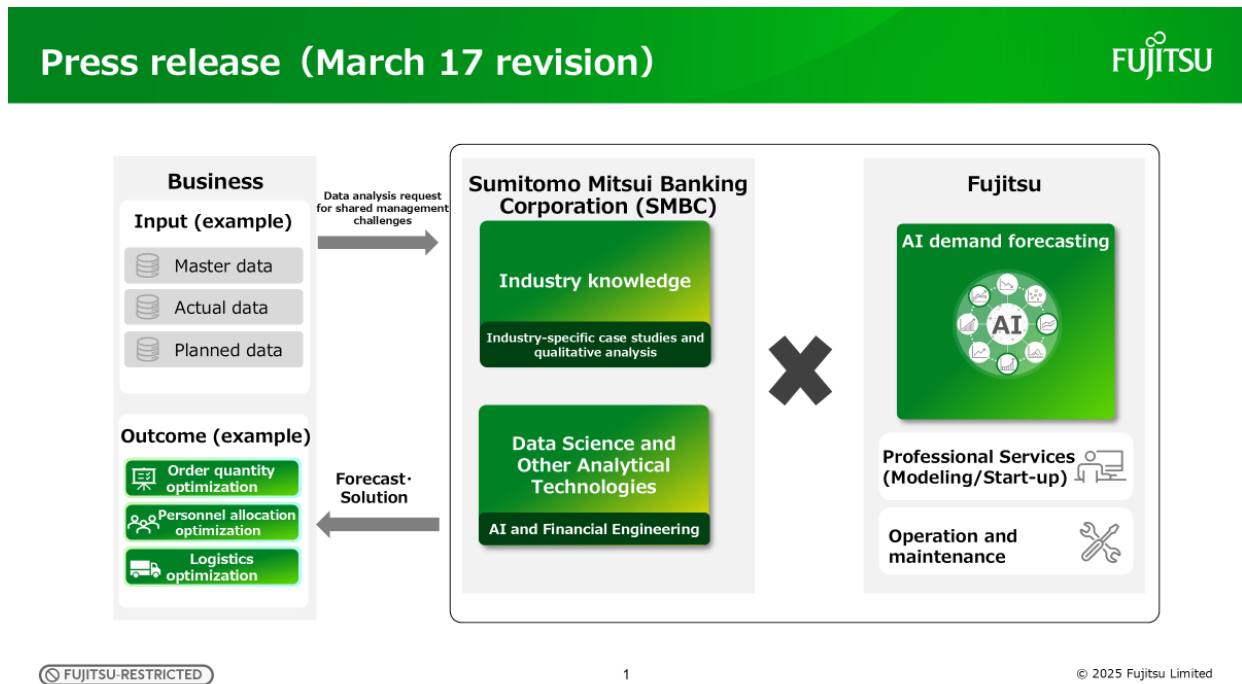 Press release（March 17 revision）
FUJITSU
Business
Input (example)
Master data
Actual data
Planned data
Outcome (example)
Order quantity
optimization
Personnel allocation
optimization
Logistics
optimization
Data analysis request
for shared management
challenges
Forecast・
Solution
Sumitomo Mitsui Banking
Corporation (SMBC)
Industry knowledge
Industry-specific case studies and
qualitative analysis
Data Science and
Other Analytical
Technologies
AI and Financial Engineering
Fujitsu
AI demand forecasting
AI
Professional Services
(Modeling/Start-up)
Operation and
maintenance
FUJITSU-RESTRICTED
1
© 2025 Fujitsu Limited